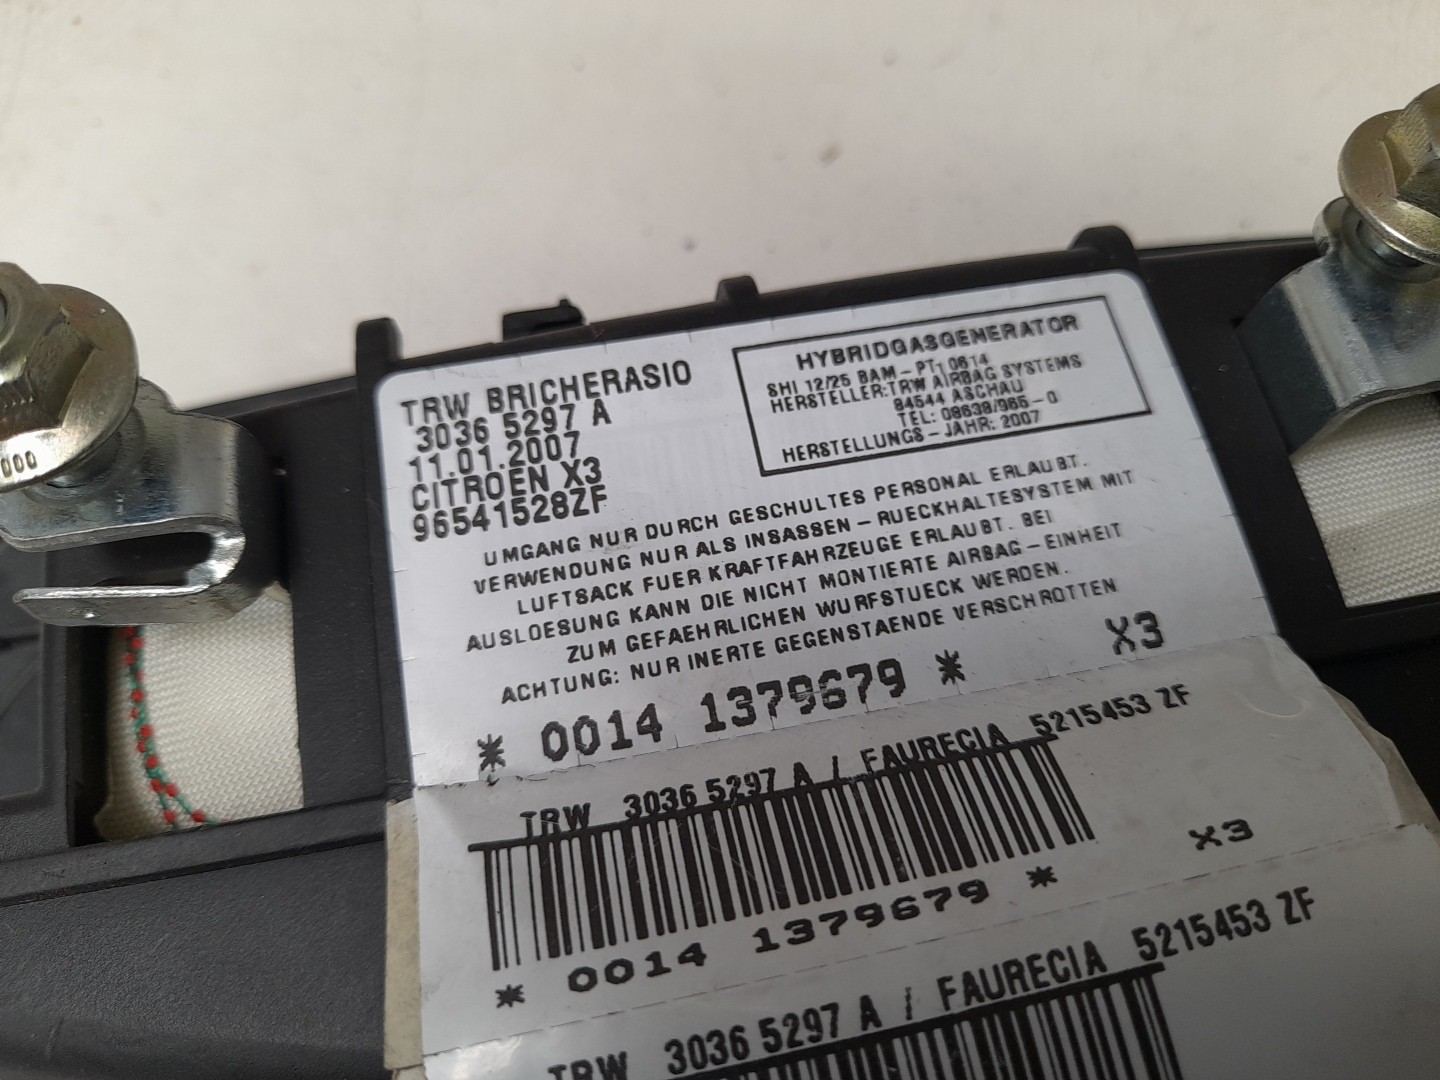 TRW BRICHERASIO
3036 5297 A
11.01.2007
CITROEN X3
96541528ZF
HYBRIDGASGENERATOR
SHI 12/25 BAM-PT1 0614
HERSTELLER:TRW AIRBAG SYSTEMS
84544 ASCHAU
TEL: 08638/965-0
HERSTELLUNGS-JAHR: 2007
UMGANG NUR DURCH GESCHULTES PERSONAL ERLAUBT.
VERWENDUNG NUR ALS INSASSEN-RUECKHALTESYSTEM MIT
LUFTSACK FUER KRAFTFAHRZEUGE ERLAUBT. BEI
AUSLOESUNG KANN DIE NICHT MONTIERTE AIRBAG-EINHEIT
ZUM GEFAEHRLICHEN WURFSTUECK WERDEN.
ACHTUNG: NUR INERTE GEGENSTAENDE VERSCHROTTEN
* 0014 1379679 * X3
TRW 3036 5297 A / FAURECIA 5215453 ZF
* 0014 1379679 * X3
TRW 3036 5297 A / FAURECIA 5215453 ZF
000